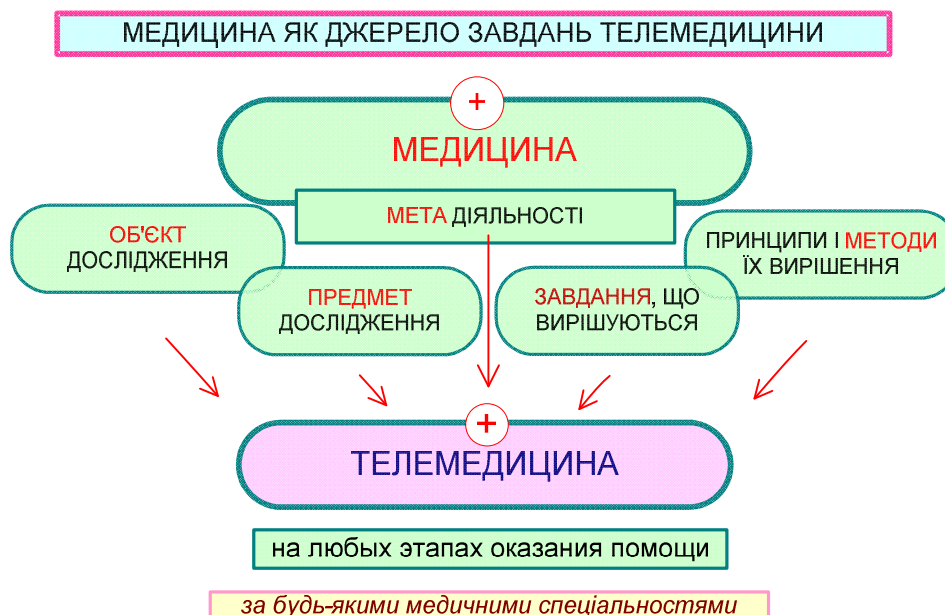 МЕДИЦИНА ЯК ДЖЕРЕЛО ЗАВДАНЬ ТЕЛЕМЕДИЦИНИ
+
МЕДИЦИНА
МЕТА ДІЯЛЬНОСТІ
ОБ'ЄКТ
ДОСЛІДЖЕННЯ
ПРИНЦИПИ І МЕТОДИ
ЇХ ВИРІШЕННЯ
ПРЕДМЕТ
ДОСЛІДЖЕННЯ
ЗАВДАННЯ, ЩО
ВИРІШУЮТЬСЯ
+
ТЕЛЕМЕДИЦИНА
на любых этапах оказания помощи
за будь-якими медичними спеціальностями